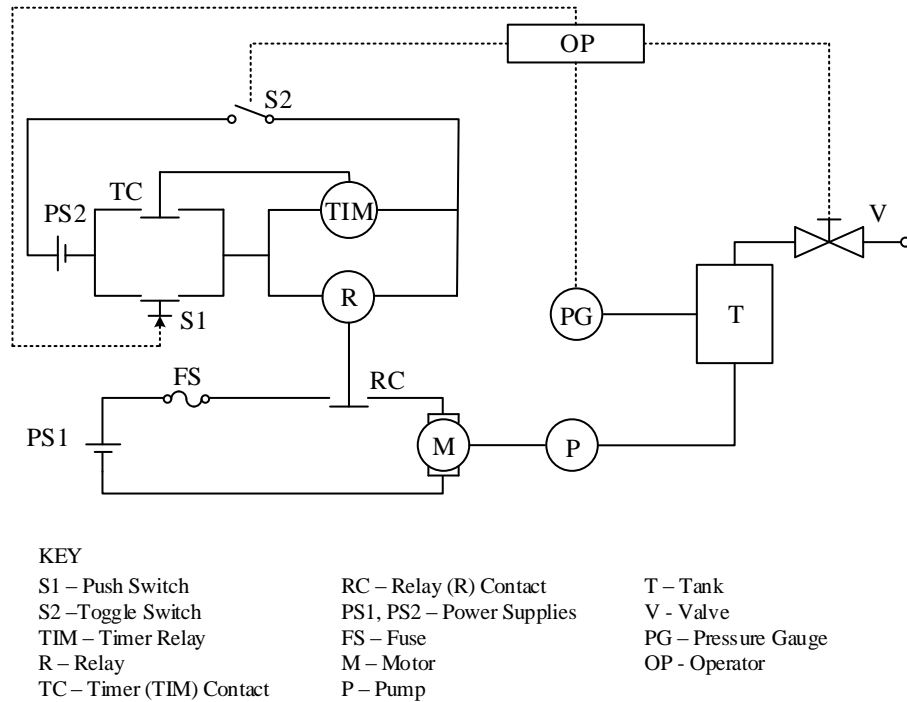 OP
S2
TC
TIM
PS2
V
R
PG
T
S1
FS
RC
PS1
M
P
KEY
S1 – Push Switch
S2 –Toggle Switch
TIM – Timer Relay
R – Relay
TC – Timer (TIM) Contact
RC – Relay (R) Contact
PS1, PS2 – Power Supplies
FS – Fuse
M – Motor
P – Pump
T – Tank
V - Valve
PG – Pressure Gauge
OP - Operator